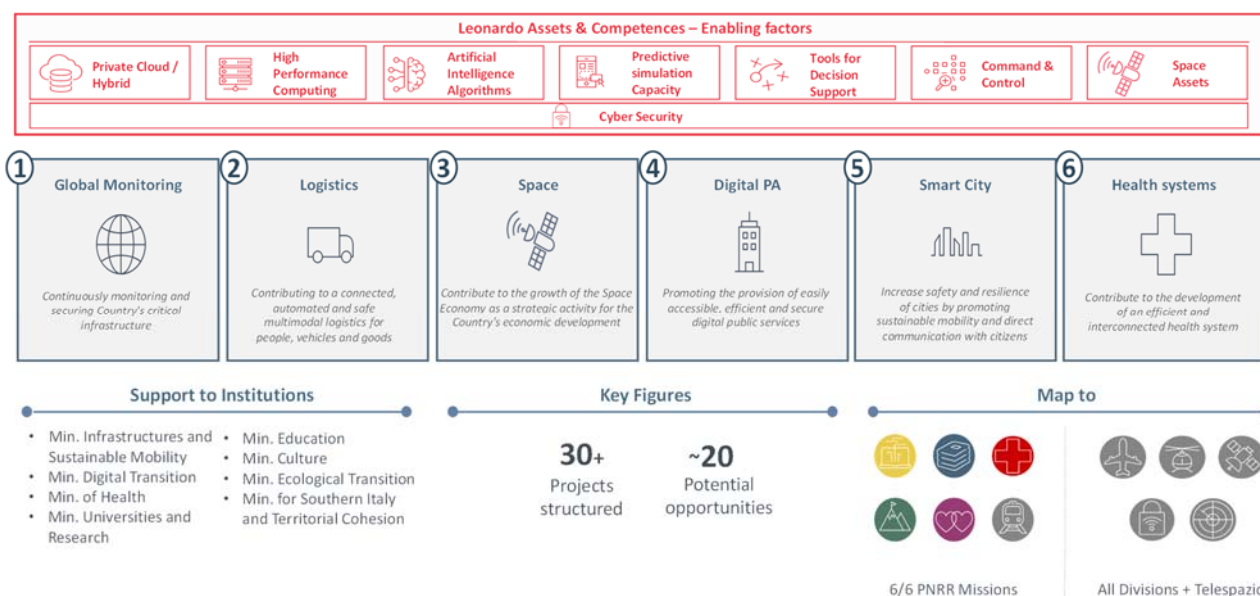 Leonardo Assets & Competences – Enabling factors
Private Cloud /
Hybrid
High
Performance
Computing
Artificial
Intelligence
Algorithms
Predictive
simulation
Capacity
Tools for
Decision
Support
Command &
Control
Space
Assets
Cyber Security
1
Global Monitoring
Continuously monitoring and
securing Country's critical
infrastructure
2
Logistics
Contributing to a connected,
automated and safe
multimodal logistics for
people, vehicles and goods
3
Space
Contribute to the growth of the Space
Economy as a strategic activity for the
Country's economic development
4
Digital PA
Promoting the provision of easily
accessible, efficient and secure
digital public services
5
Smart City
Increase safety and resilience
of cities by promoting
sustainable mobility and direct
communication with citizens
6
Health systems
Contribute to the development
of an efficient and
interconnected health system
Support to Institutions
• Min. Infrastructures and
Sustainable Mobility
• Min. Digital Transition
• Min. of Health
• Min. Universities and
Research
• Min. Education
• Min. Culture
• Min. Ecological Transition
• Min. for Southern Italy
and Territorial Cohesion
Key Figures
30+
Projects
structured
~20
Potential
opportunities
Map to
6/6 PNRR Missions
All Divisions + Telespazio